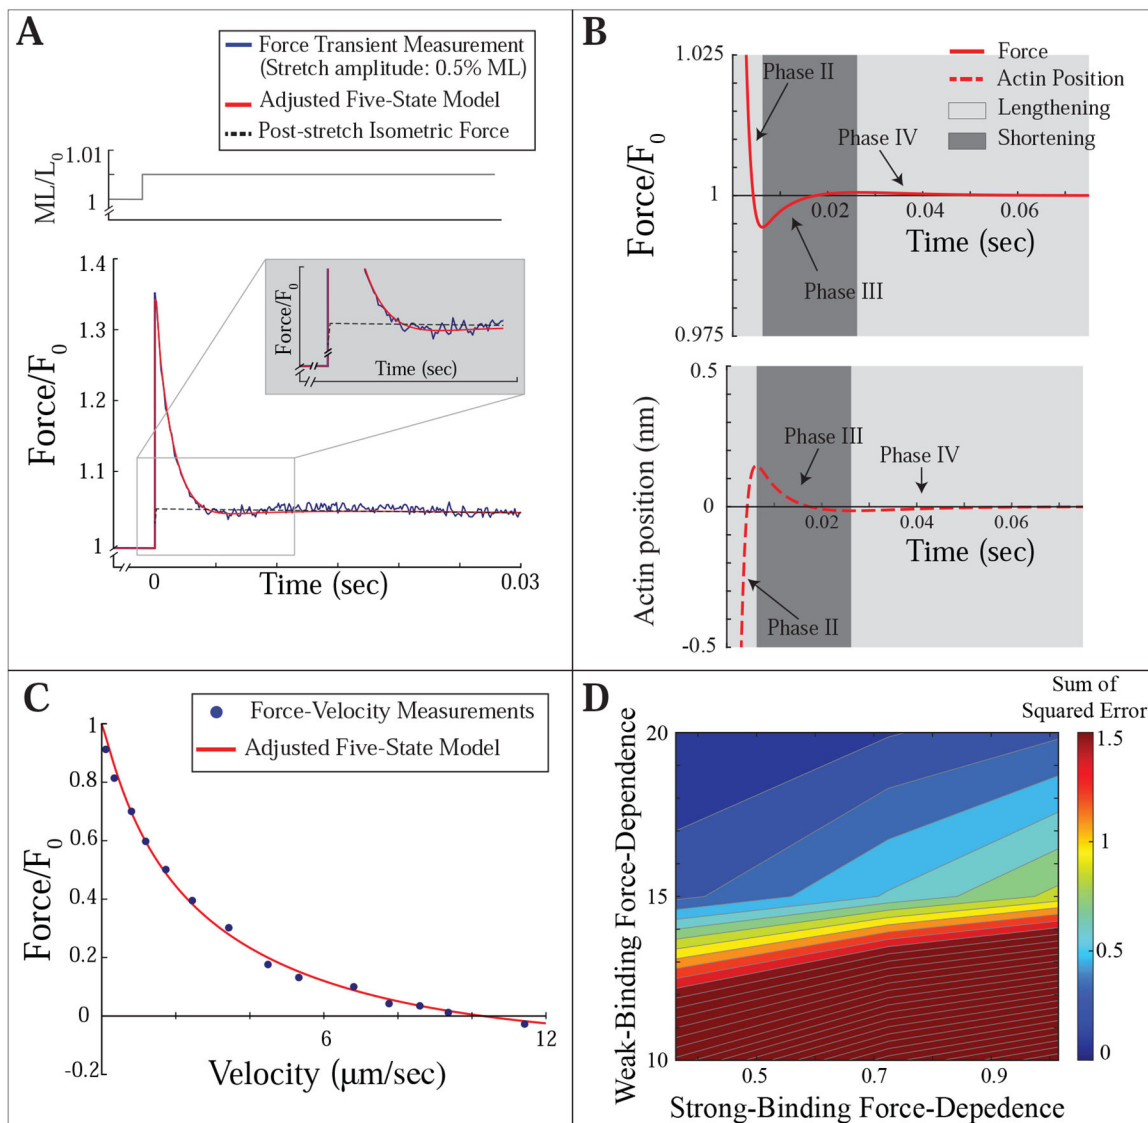 A
Force Transient Measurement
(Stretch amplitude: 0.5% ML)
Adjusted Five-State Model
Post-stretch Isometric Force
ML/L0
1.01
1
Force/F0
1.4
1.3
1.2
1.1
1
Force/F0
Time (sec)
0
Time (sec)
0.03
B
Force
Actin Position
Lengthening
Shortening
1.025
Phase II
Phase IV
Force/F0
1
0.02
0.04
0.06
Time (sec)
Phase III
0.975
0.5
Actin position (nm)
Phase III
Phase IV
0
0.02
0.04
0.06
Time (sec)
Phase II
-0.5
C
Force-Velocity Measurements
Adjusted Five-State Model
Force/F0
1
0.8
0.6
0.4
0.2
0
-0.2
6
12
Velocity (μm/sec)
D
Sum of
Squared Error
Weak-Binding Force-Dependence
20
15
10
1.5
1
0.5
0
0.5
0.7
0.9
Strong-Binding Force-Depedence